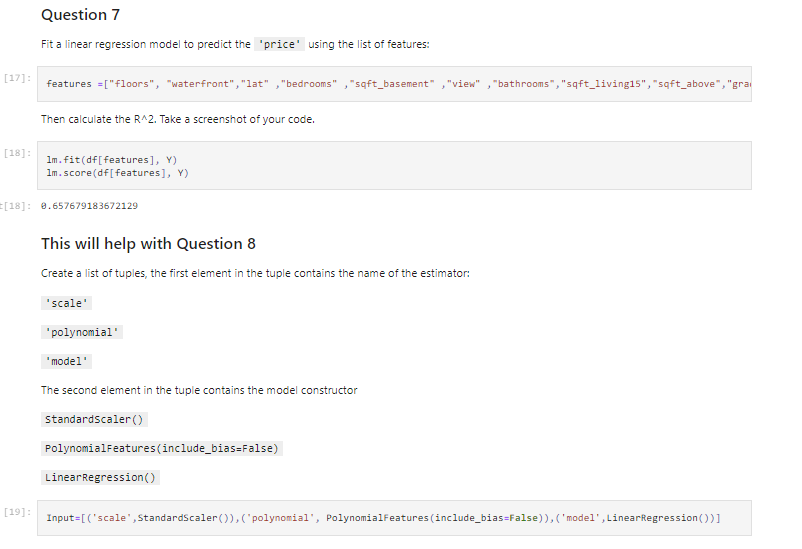 Question 7
Fit a linear regression model to predict the 'price' using the list of features:
[17]:
features =["floors", "waterfront","lat" ,"bedrooms" ,"sqft_basement" ,"view" ,"bathrooms","sqft_living15","sqft_above","gra
Then calculate the R^2. Take a screenshot of your code.
[18]:
lm.fit(df[features], Y)
lm.score(df[features], Y)
t[18]: 0.657679183672129
This will help with Question 8
Create a list of tuples, the first element in the tuple contains the name of the estimator:
'scale'
'polynomial'
'model'
The second element in the tuple contains the model constructor
StandardScaler()
PolynomialFeatures(include_bias=False)
LinearRegression()
[19]:
Input=[('scale',StandardScaler()),('polynomial', PolynomialFeatures(include_bias=False)),('model',LinearRegression())]